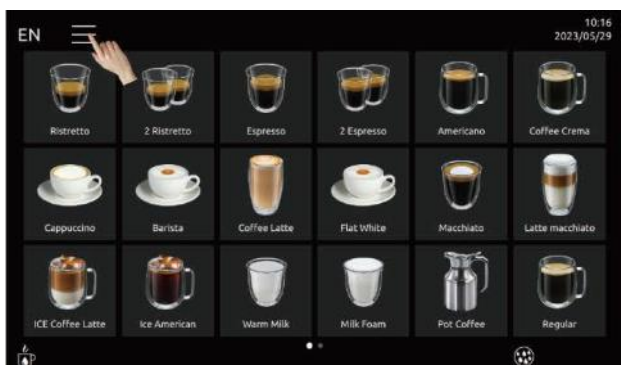 EN
10:16
2023/05/29
Ristretto
2 Ristretto
Espresso
2 Espresso
Americano
Coffee Crema
Cappuccino
Barista
Coffee Latte
Flat White
Macchiato
Latte macchiato
ICE Coffee Latte
Ice American
Warm Milk
Milk Foam
Pot Coffee
Regular